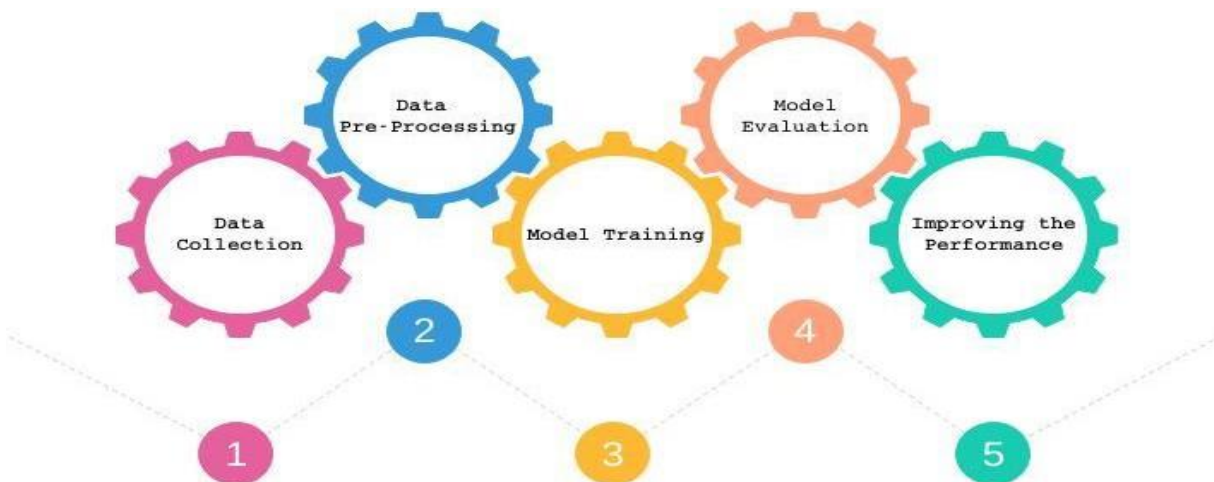 Data
Collection
Data
Pre-Processing
Model Training
Model
Evaluation
Improving the
Performance
1
2
3
4
5